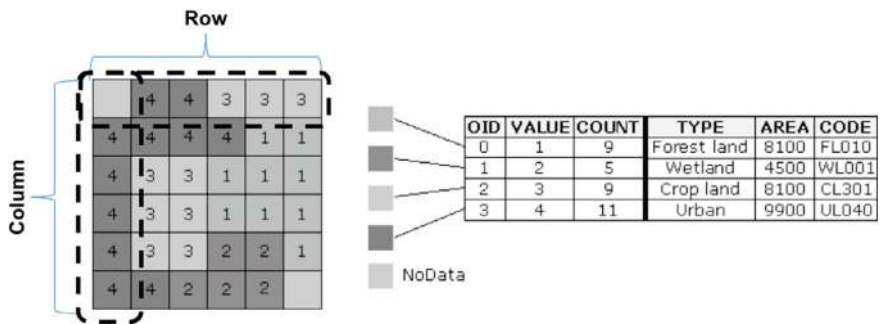 Row
Column
4 4 3 3 3
4 4 4 4 1 1
4 3 3 1 1 1
4 3 3 1 1 1
4 3 3 2 2 1
4 4 2 2 2
OID VALUE COUNT TYPE AREA CODE
0 1 9 Forest land 8100 FL010
1 2 5 Wetland 4500 WL001
2 3 9 Crop land 8100 CL301
3 4 11 Urban 9900 UL040
NoData